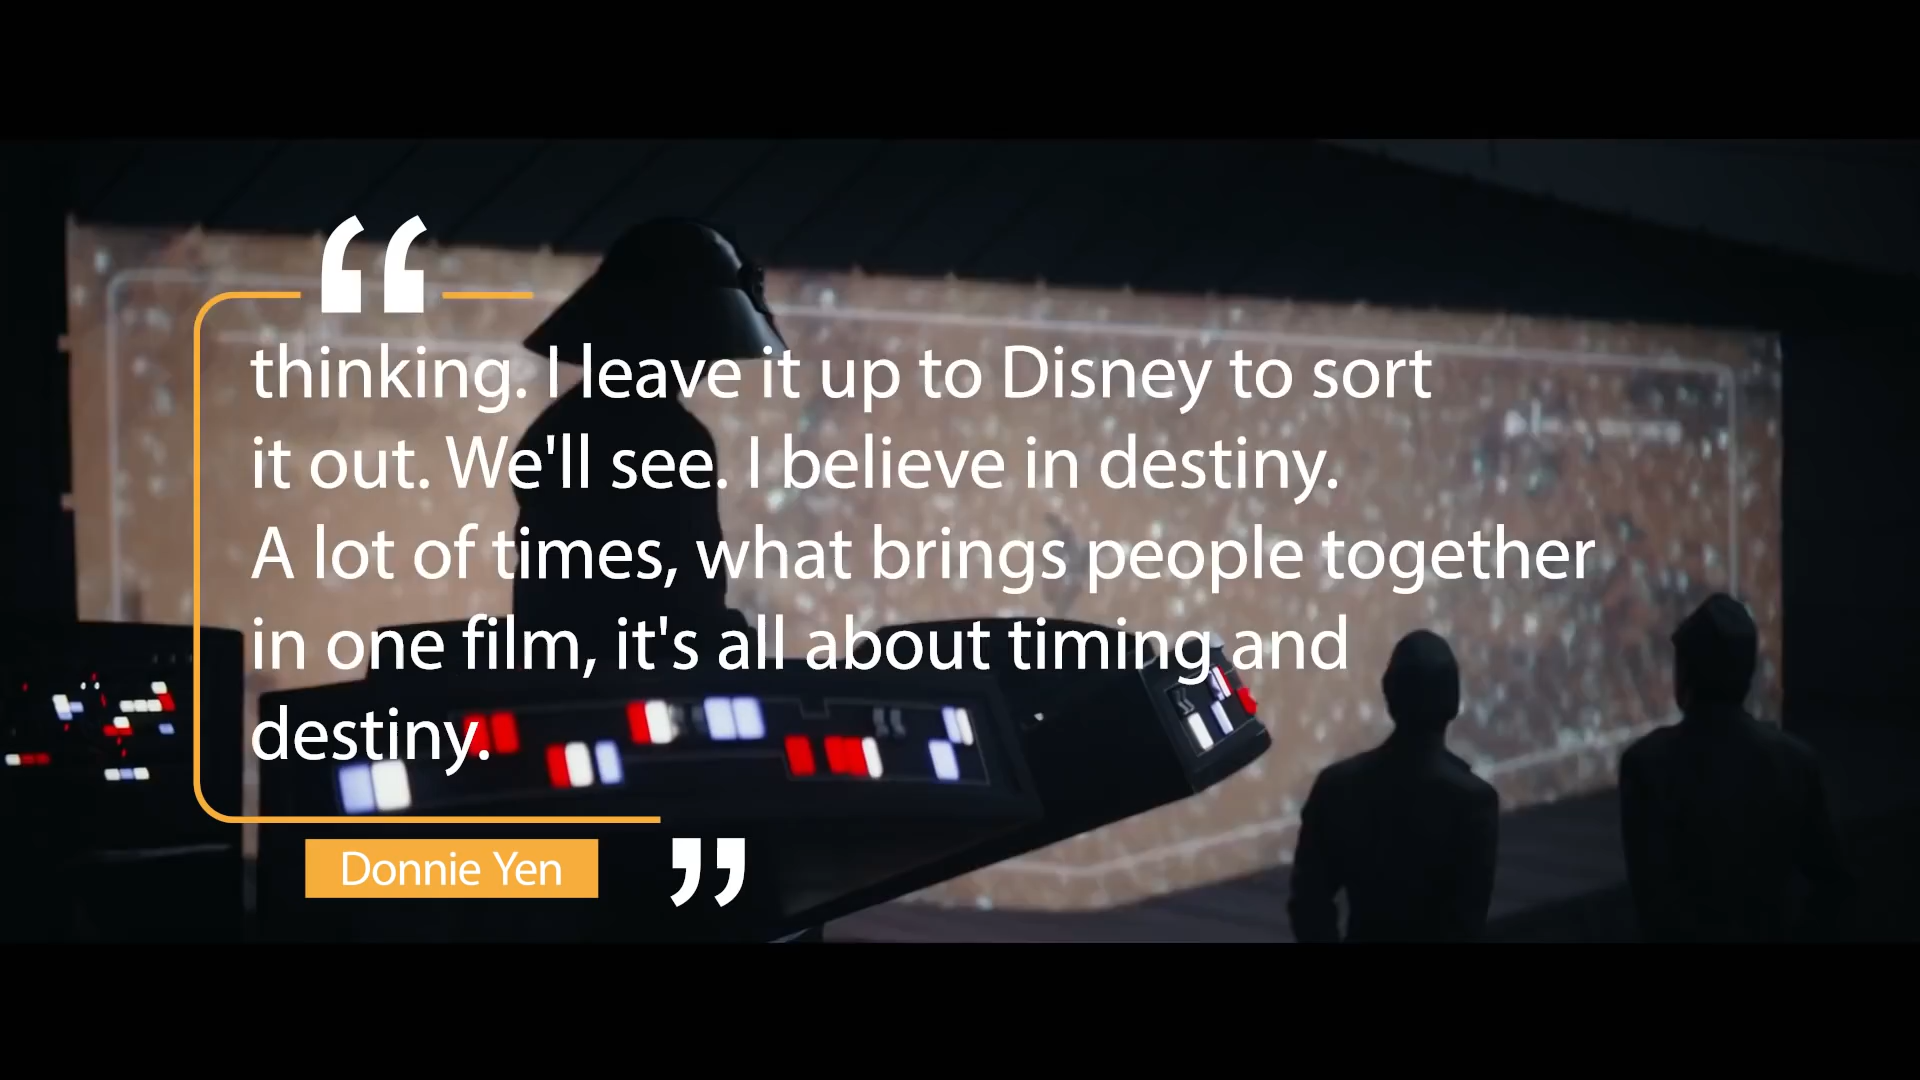 “
thinking. I leave it up to Disney to sort
it out. We'll see. I believe in destiny.
A lot of times, what brings people together
in one film, it's all about timing and
destiny.
Donnie Yen
”